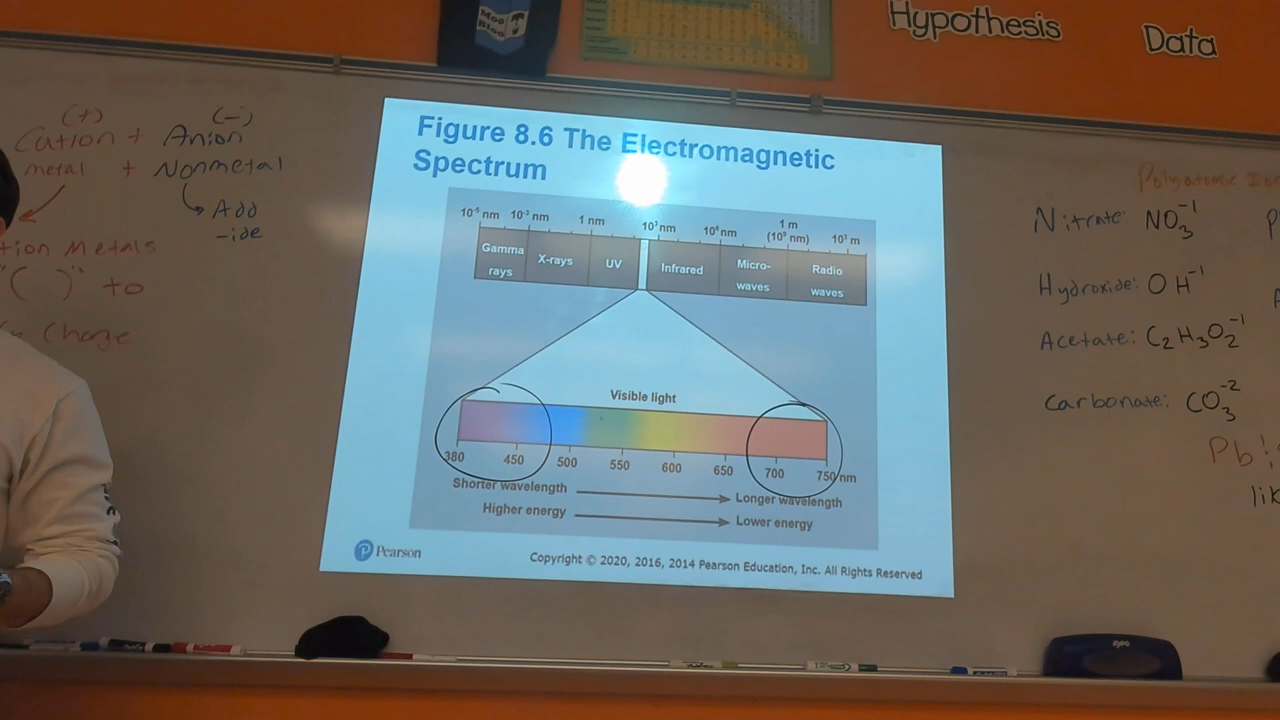 Moo
Bloo
Hypothesis
Data
(+) (-)
Cation + Anion
metal + Nonmetal
Add
-ide
tion Metals
"( )" to
Charge
Figure 8.6 The Electromagnetic
Spectrum
10⁻⁵ nm 10⁻³ nm 1 nm 10³ nm 10⁶ nm 1 m (10⁹ nm) 10³ m
Gamma rays X-rays UV Infrared Micro-waves Radio waves
Visible light
380 450 500 550 600 650 700 750 nm
Shorter wavelength Longer wavelength
Higher energy Lower energy
Pearson
Copyright © 2020, 2016, 2014 Pearson Education, Inc. All Rights Reserved
Polyatomic
Nitrate: NO₃⁻¹
Hydroxide: OH⁻¹
Acetate: C₂H₃O₂⁻¹
Carbonate: CO₃⁻²
Pb
expo